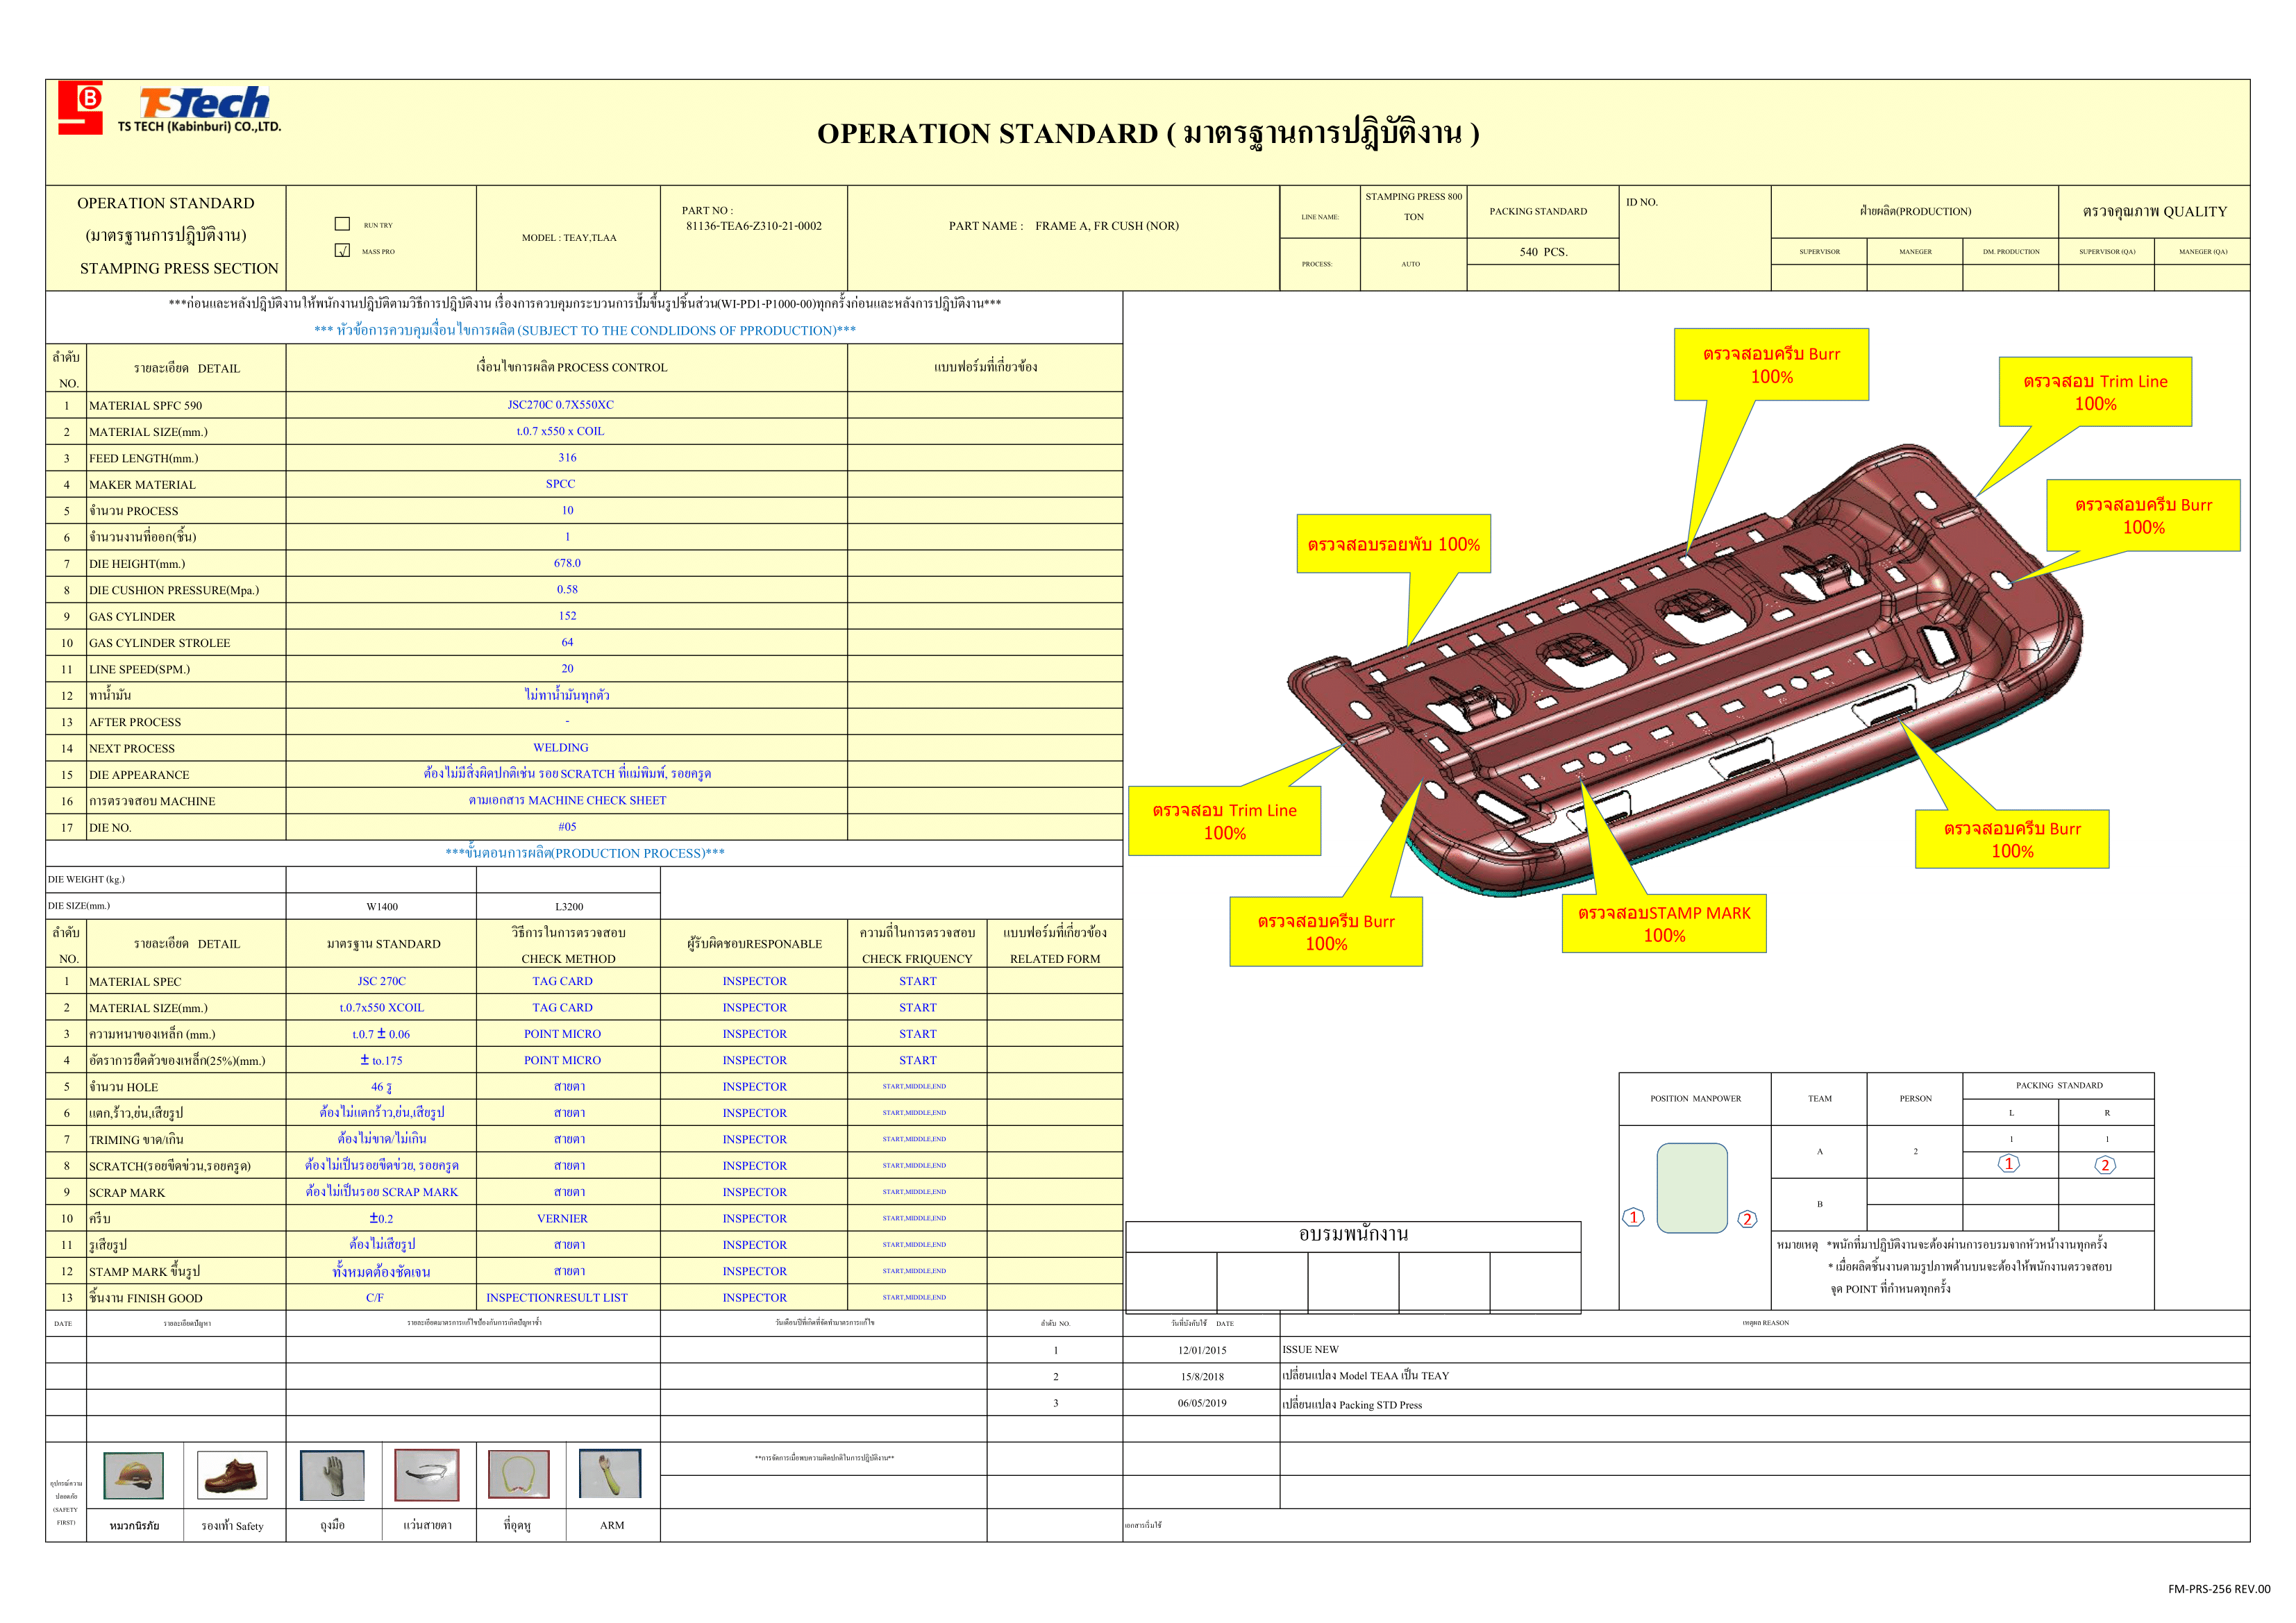 B TSTech
TS TECH (Kabinburi) CO.,LTD.
OPERATION STANDARD ( มาตรฐานการปฎิบัติงาน )
OPERATION STANDARD
(มาตรฐานการปฎิบัติงาน)
STAMPING PRESS SECTION
RUN TRY
√ MASS PRO
MODEL : TEAY,TLAA
PART NO :
81136-TEA6-Z310-21-0002
PART NAME : FRAME A, FR CUSH (NOR)
LINE NAME:
STAMPING PRESS 800
TON
PROCESS:
AUTO
PACKING STANDARD
540 PCS.
ID NO.
ฝ่ายผลิต(PRODUCTION)
ตรวจคุณภาพ QUALITY
SUPERVISOR MANEGER DM. PRODUCTION SUPERVISOR (QA) MANEGER (QA)
***ก่อนและหลังปฎิบัติงานให้พนักงานปฎิบัติตามวิธีการปฎิบัติงาน เรื่องการควบคุมกระบวนการปั๊มขึ้นรูปชิ้นส่วน(WI-PD1-P1000-00)ทุกครั้งก่อนและหลังการปฎิบัติงาน***
*** หัวข้อการควบคุมเงื่อนไขการผลิต (SUBJECT TO THE CONDLIDONS OF PPRODUCTION)***
ลำดับ
NO.
รายละเอียด DETAIL
เงื่อนไขการผลิต PROCESS CONTROL
แบบฟอร์มที่เกี่ยวข้อง
1 MATERIAL SPFC 590 JSC270C 0.7X550XC
2 MATERIAL SIZE(mm.) t.0.7 x550 x COIL
3 FEED LENGTH(mm.) 316
4 MAKER MATERIAL SPCC
5 จำนวน PROCESS 10
6 จำนวนงานที่ออก(ชิ้น) 1
7 DIE HEIGHT(mm.) 678.0
8 DIE CUSHION PRESSURE(Mpa.) 0.58
9 GAS CYLINDER 152
10 GAS CYLINDER STROLEE 64
11 LINE SPEED(SPM.) 20
12 ทาน้ำมัน ไม่ทาน้ำมันทุกตัว
13 AFTER PROCESS -
14 NEXT PROCESS WELDING
15 DIE APPEARANCE ต้องไม่มีสิ่งผิดปกติเช่น รอย SCRATCH ที่แม่พิมพ์, รอยครูด
16 การตรวจสอบ MACHINE ตามเอกสาร MACHINE CHECK SHEET
17 DIE NO. #05
***ขั้นตอนการผลิต(PRODUCTION PROCESS)***
DIE WEIGHT (kg.)
DIE SIZE(mm.) W1400 L3200
ลำดับ
NO.
รายละเอียด DETAIL
มาตรฐาน STANDARD
วิธีการในการตรวจสอบ
CHECK METHOD
ผู้รับผิดชอบRESPONABLE
ความถี่ในการตรวจสอบ
CHECK FRIQUENCY
แบบฟอร์มที่เกี่ยวข้อง
RELATED FORM
1 MATERIAL SPEC JSC 270C TAG CARD INSPECTOR START
2 MATERIAL SIZE(mm.) t.0.7x550 XCOIL TAG CARD INSPECTOR START
3 ความหนาของเหล็ก (mm.) t.0.7 ± 0.06 POINT MICRO INSPECTOR START
4 อัตราการยืดตัวของเหล็ก(25%)(mm.) ± to.175 POINT MICRO INSPECTOR START
5 จำนวน HOLE 46 รู สายตา INSPECTOR START,MIDDLE,END
6 แตก,ร้าว,ย่น,เสียรูป ต้องไม่แตกร้าว,ย่น,เสียรูป สายตา INSPECTOR START,MIDDLE,END
7 TRIMING ขาด/เกิน ต้องไม่ขาด/ไม่เกิน สายตา INSPECTOR START,MIDDLE,END
8 SCRATCH(รอยขีดข่วน,รอยครูด) ต้องไม่เป็นรอยขีดข่วย, รอยครูด สายตา INSPECTOR START,MIDDLE,END
9 SCRAP MARK ต้องไม่เป็นรอย SCRAP MARK สายตา INSPECTOR START,MIDDLE,END
10 ครีบ ±0.2 VERNIER INSPECTOR START,MIDDLE,END
11 รูเสียรูป ต้องไม่เสียรูป สายตา INSPECTOR START,MIDDLE,END
12 STAMP MARK ขึ้นรูป ทั้งหมดต้องชัดเจน สายตา INSPECTOR START,MIDDLE,END
13 ชิ้นงาน FINISH GOOD C/F INSPECTIONRESULT LIST INSPECTOR START,MIDDLE,END
ตรวจสอบครีบ Burr
100%
ตรวจสอบ Trim Line
100%
ตรวจสอบครีบ Burr
100%
ตรวจสอบรอยพับ 100%
ตรวจสอบ Trim Line
100%
ตรวจสอบครีบ Burr
100%
ตรวจสอบครีบ Burr
100%
ตรวจสอบSTAMP MARK
100%
POSITION MANPOWER TEAM PERSON PACKING STANDARD
L R
A 2 1 1
1 2
B
1 2
อบรมพนักงาน
หมายเหตุ *พนักที่มาปฎิบัติงานจะต้องผ่านการอบรมจากหัวหน้างานทุกครั้ง
* เมื่อผลิตชิ้นงานตามรูปภาพด้านบนจะต้องให้พนักงานตรวจสอบ
จุด POINT ที่กำหนดทุกครั้ง
DATE รายละเอียดปัญหา รายละเอียดมาตรการแก้ไขป้องกันการเกิดปัญหาซ้ำ วันเดือนปีที่เกิดที่จัดทำมาตรการแก้ไข ลำดับ NO. วันที่บังคับใช้ DATE เหตุผล REASON
1 12/01/2015 ISSUE NEW
2 15/8/2018 เปลี่ยนแปลง Model TEAA เป็น TEAY
3 06/05/2019 เปลี่ยนแปลง Packing STD Press
**การจัดการเมื่อพบความผิดปกติในการปฎิบัติงาน**
อุปกรณ์ความ
ปลอดภัย
(SAFETY
FIRST)
หมวกนิรภัย รองเท้า Safety ถุงมือ แว่นสายตา ที่อุดหู ARM
เอกสารเริ่มใช้
FM-PRS-256 REV.00